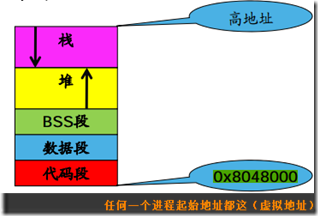 高地址
栈
堆
BSS段
数据段
代码段
0x8048000
任何一个进程起始地址都这（虚拟地址）